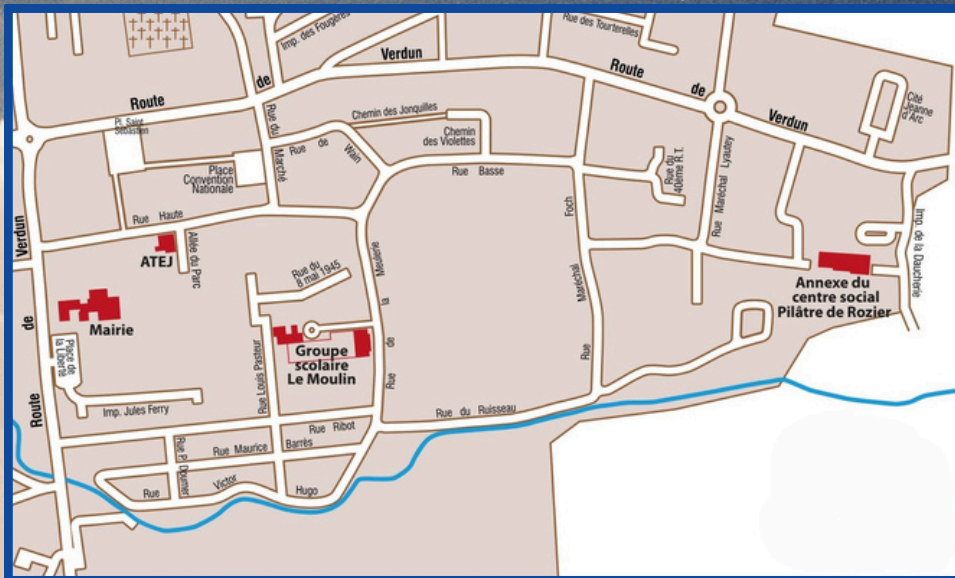 Imp. des Fougères
Rue des Tourterelles
Verdun
Route
de
Route
de
Verdun
Cité
Jeanne
d'Arc
Pl. Saint
Sébastien
Rue du
Marché
Chemin des Jonquilles
Chemin
des Violettes
Rue de Wain
Place
Convention
Nationale
Rue Basse
Rue du
40ème R.T.
Rue Maréchal Lyautey
Rue Haute
ATEJ
Allée du Parc
Rue du
8 mai 1945
Rue de la Meulerie
Rue Maréchal Foch
Imp. de la Daucherie
Annexe du
centre social
Pilâtre de Rozier
Route de Verdun
Mairie
Place de
la Liberté
Groupe
scolaire
Le Moulin
Rue Louis Pasteur
Imp. Jules Ferry
Rue du Ruisseau
Rue Ribot
Rue Maurice Barrès
Rue P. Doumer
Rue Victor Hugo